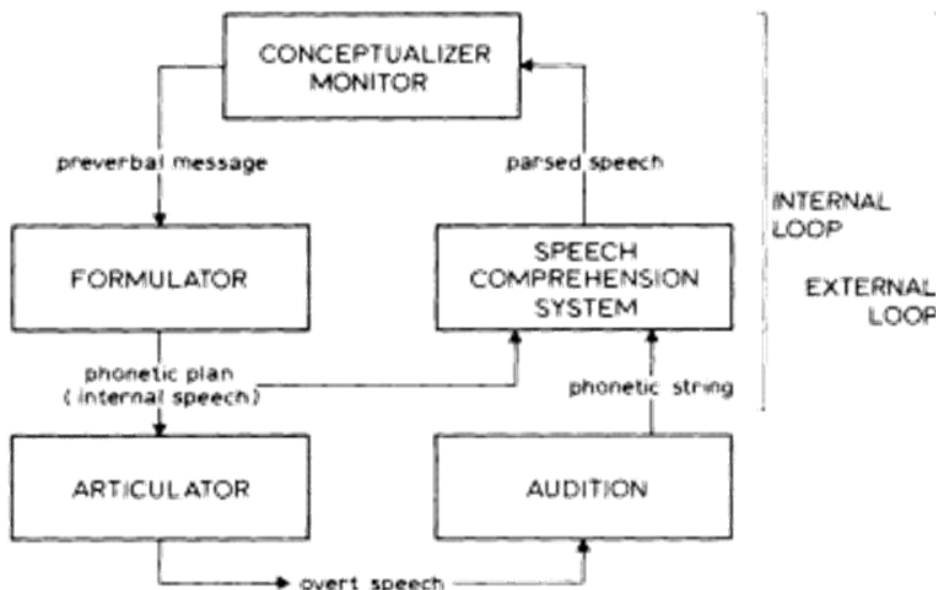 CONCEPTUALIZER
MONITOR
preverbal message
parsed speech
INTERNAL
LOOP
FORMULATOR
SPEECH
COMPREHENSION
SYSTEM
EXTERNAL
LOOP
phonetic plan
(internal speech)
phonetic string
ARTICULATOR
AUDITION
overt speech